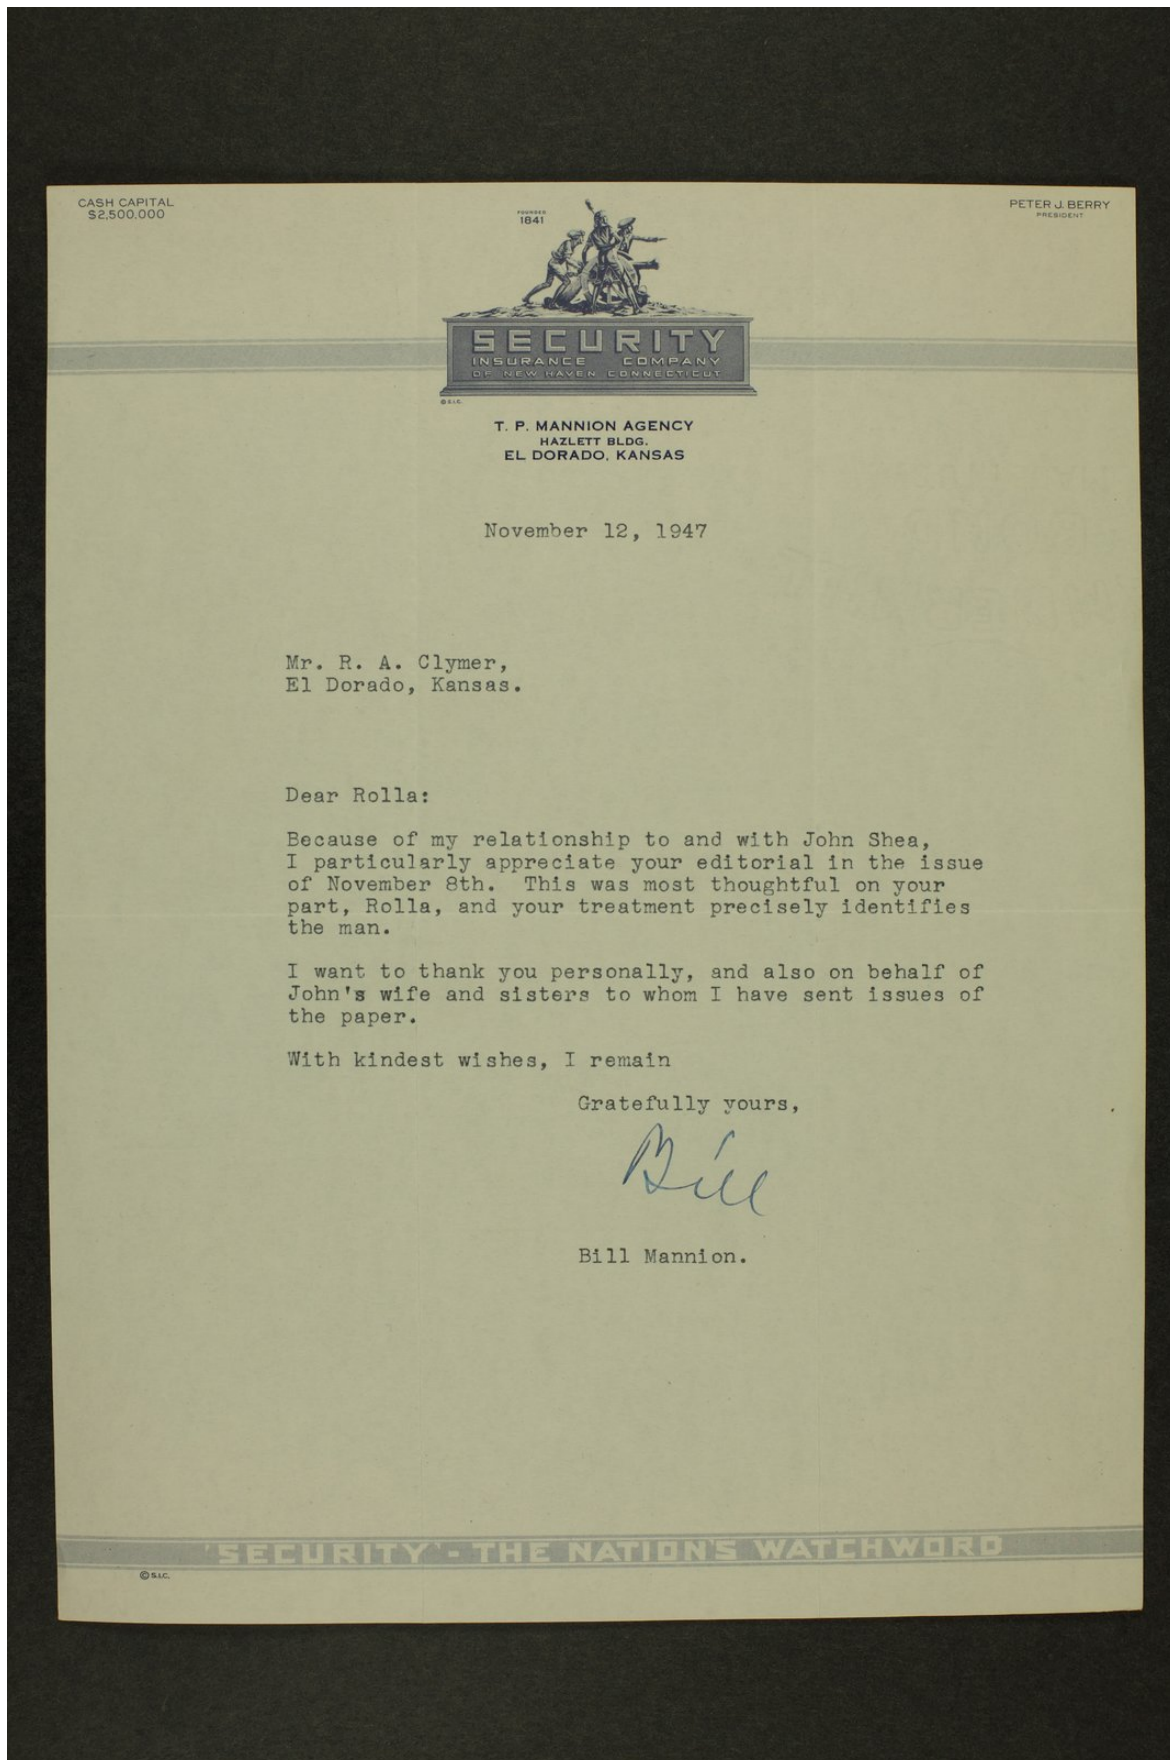 CASH CAPITAL
$2,500,000
FOUNDED
1841
PETER J. BERRY
PRESIDENT
SECURITY
INSURANCE COMPANY
OF NEW HAVEN CONNECTICUT
© S.I.C.
T. P. MANNION AGENCY
HAZLETT BLDG.
EL DORADO, KANSAS
November 12, 1947
Mr. R. A. Clymer,
El Dorado, Kansas.
Dear Rolla:
Because of my relationship to and with John Shea,
I particularly appreciate your editorial in the issue
of November 8th. This was most thoughtful on your
part, Rolla, and your treatment precisely identifies
the man.
I want to thank you personally, and also on behalf of
John's wife and sisters to whom I have sent issues of
the paper.
With kindest wishes, I remain
Gratefully yours,
Bill
Bill Mannion.
'SECURITY' - THE NATION'S WATCHWORD
© S.I.C.